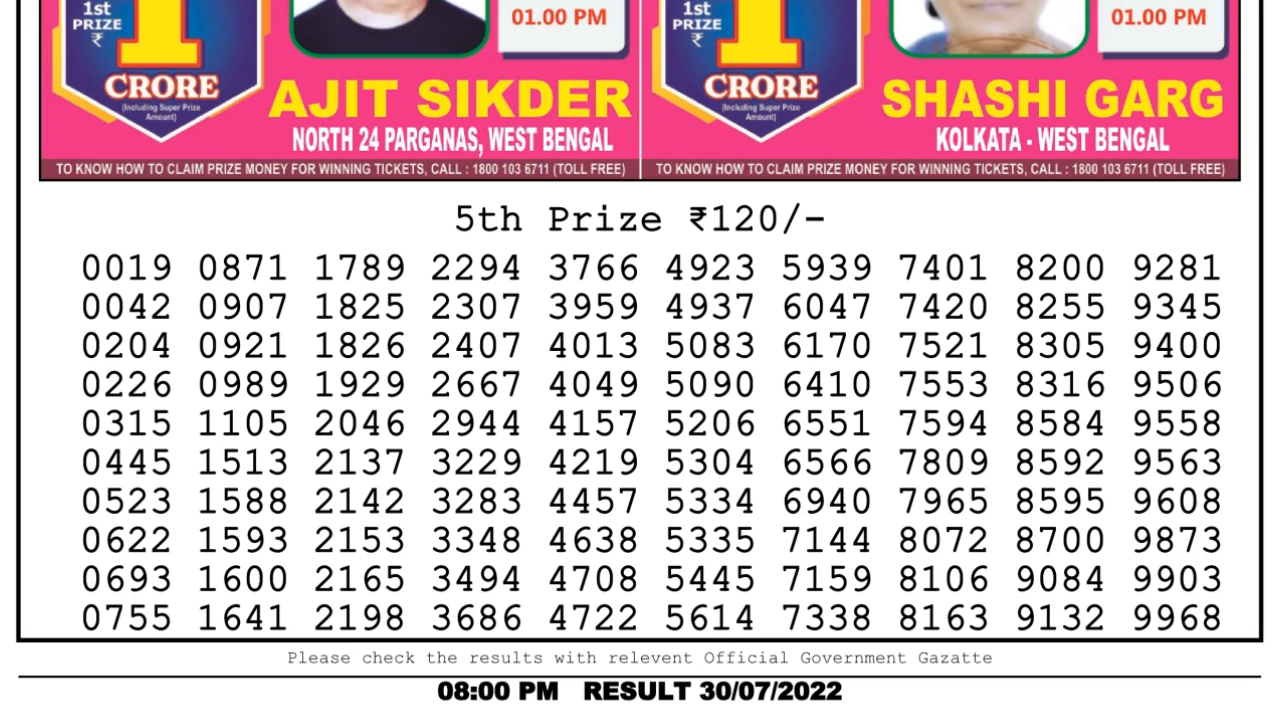 1st
PRIZE
₹
1
CRORE
(Including Super Prize
Amount)
01.00 PM
AJIT SIKDER
NORTH 24 PARGANAS, WEST BENGAL
TO KNOW HOW TO CLAIM PRIZE MONEY FOR WINNING TICKETS, CALL : 1800 103 6711 (TOLL FREE)
1st
PRIZE
₹
1
CRORE
(Including Super Prize
Amount)
01.00 PM
SHASHI GARG
KOLKATA - WEST BENGAL
TO KNOW HOW TO CLAIM PRIZE MONEY FOR WINNING TICKETS, CALL : 1800 103 6711 (TOLL FREE)
5th Prize ₹120/-
0019 0871 1789 2294 3766 4923 5939 7401 8200 9281
0042 0907 1825 2307 3959 4937 6047 7420 8255 9345
0204 0921 1826 2407 4013 5083 6170 7521 8305 9400
0226 0989 1929 2667 4049 5090 6410 7553 8316 9506
0315 1105 2046 2944 4157 5206 6551 7594 8584 9558
0445 1513 2137 3229 4219 5304 6566 7809 8592 9563
0523 1588 2142 3283 4457 5334 6940 7965 8595 9608
0622 1593 2153 3348 4638 5335 7144 8072 8700 9873
0693 1600 2165 3494 4708 5445 7159 8106 9084 9903
0755 1641 2198 3686 4722 5614 7338 8163 9132 9968
Please check the results with relevent Official Government Gazatte
08:00 PM RESULT 30/07/2022